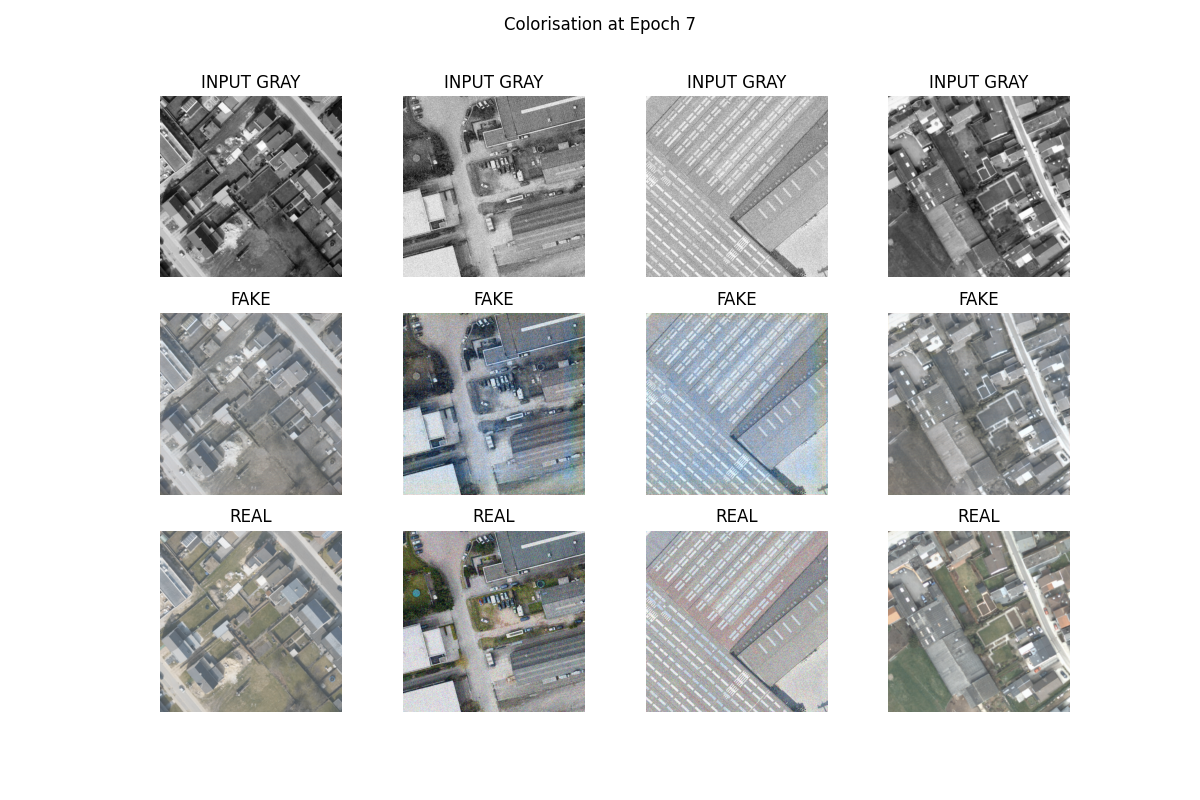 Colorisation at Epoch 7
INPUT GRAY INPUT GRAY INPUT GRAY INPUT GRAY
FAKE FAKE FAKE FAKE
REAL REAL REAL REAL